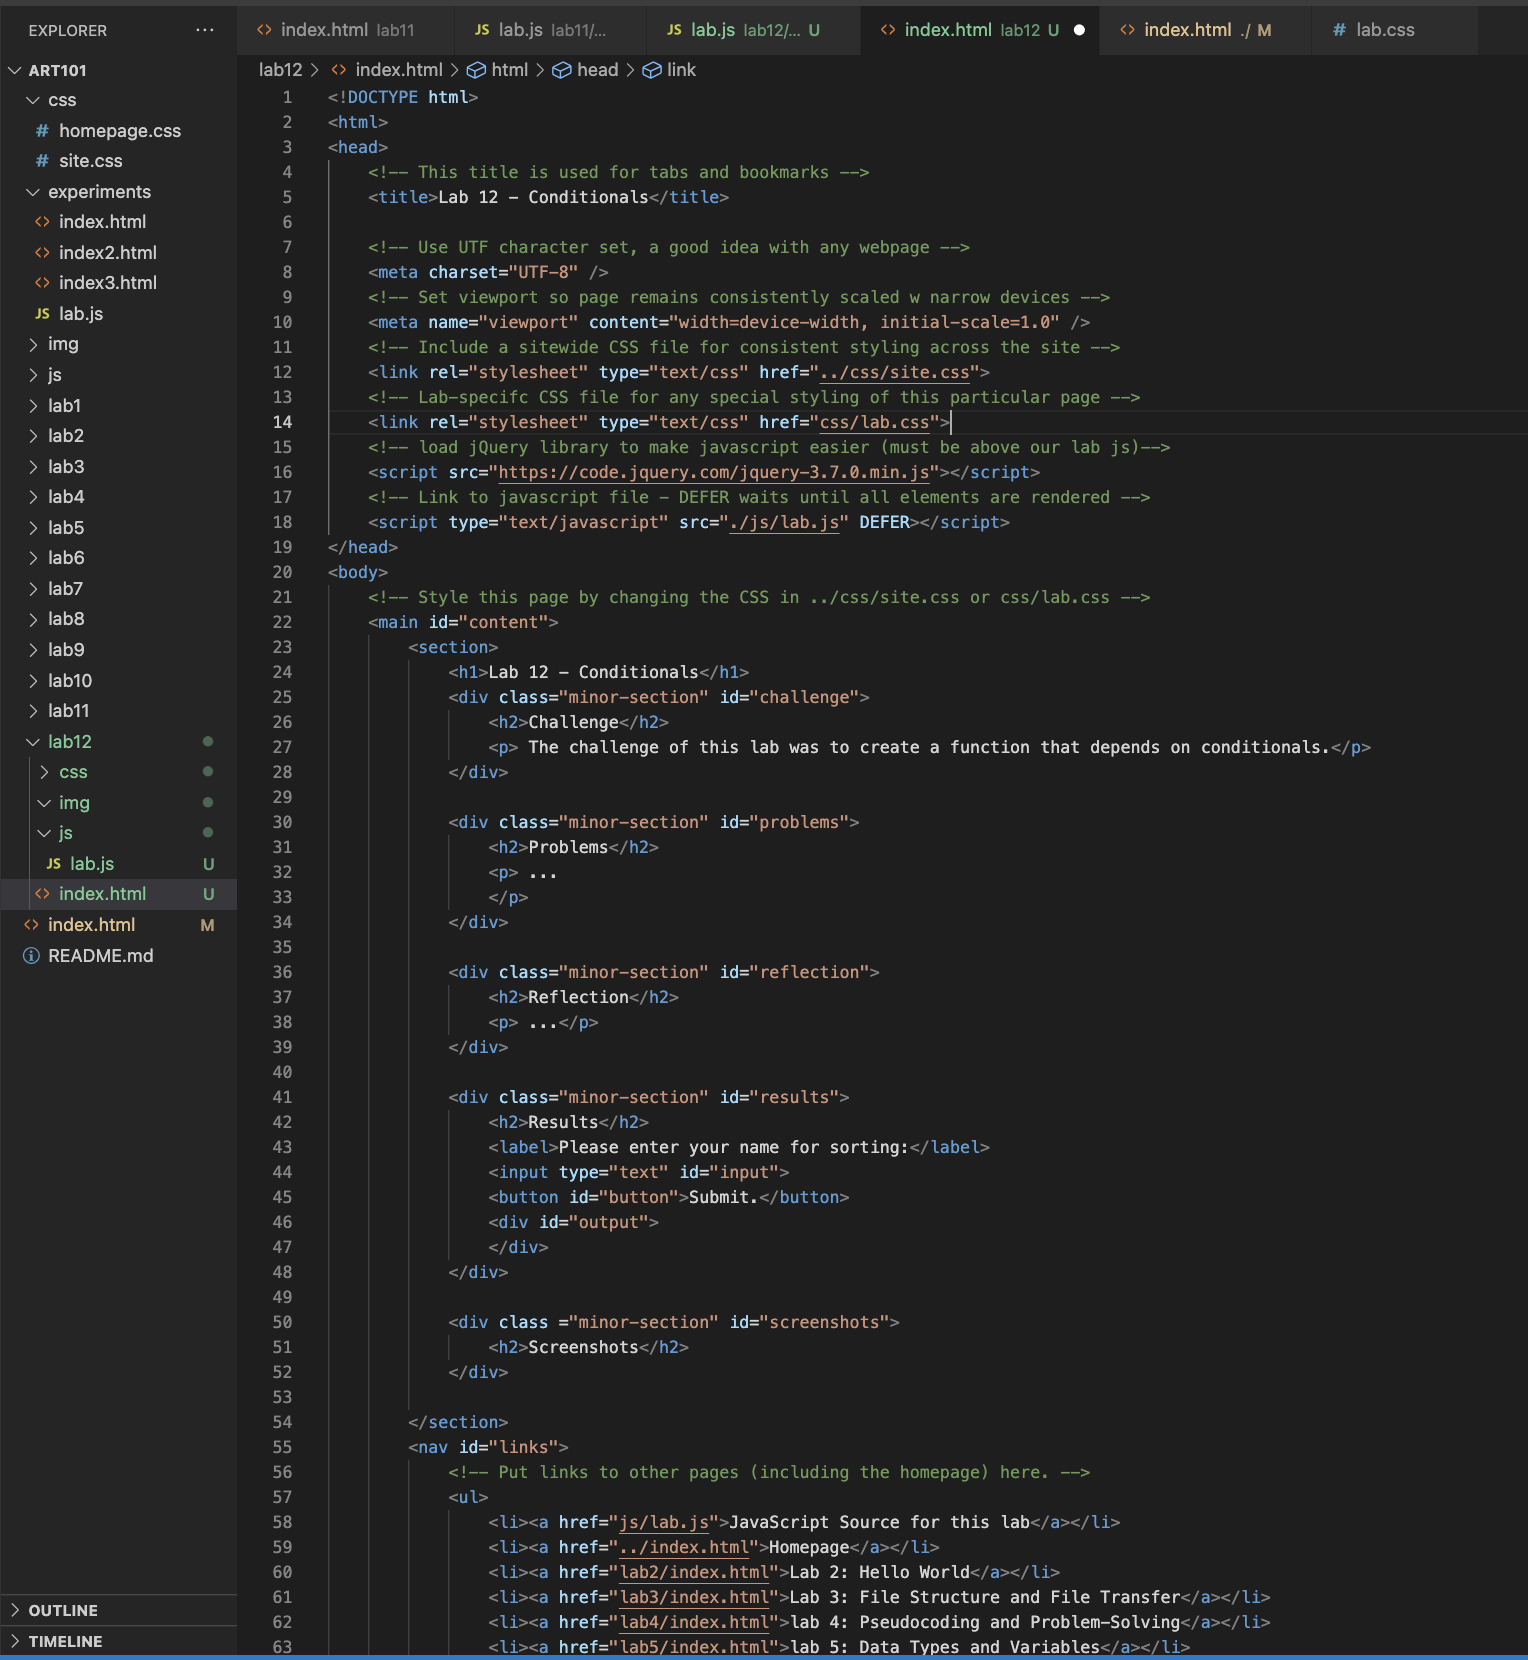 EXPLORER ...
ART101
css
# homepage.css
# site.css
experiments
<> index.html
<> index2.html
<> index3.html
JS lab.js
img
js
lab1
lab2
lab3
lab4
lab5
lab6
lab7
lab8
lab9
lab10
lab11
lab12
css
img
js
JS lab.js U
<> index.html U
<> index.html M
README.md
OUTLINE
TIMELINE
<> index.html lab11 JS lab.js lab11/... JS lab.js lab12/... U <> index.html lab12 U <> index.html ./ M # lab.css
lab12 > <> index.html > html > head > link
1 <!DOCTYPE html>
2 <html>
3 <head>
4 <!-- This title is used for tabs and bookmarks -->
5 <title>Lab 12 - Conditionals</title>
6
7 <!-- Use UTF character set, a good idea with any webpage -->
8 <meta charset="UTF-8" />
9 <!-- Set viewport so page remains consistently scaled w narrow devices -->
10 <meta name="viewport" content="width=device-width, initial-scale=1.0" />
11 <!-- Include a sitewide CSS file for consistent styling across the site -->
12 <link rel="stylesheet" type="text/css" href="../css/site.css">
13 <!-- Lab-specifc CSS file for any special styling of this particular page -->
14 <link rel="stylesheet" type="text/css" href="css/lab.css">
15 <!-- load jQuery library to make javascript easier (must be above our lab js)-->
16 <script src="https://code.jquery.com/jquery-3.7.0.min.js"></script>
17 <!-- Link to javascript file - DEFER waits until all elements are rendered -->
18 <script type="text/javascript" src="./js/lab.js" DEFER></script>
19 </head>
20 <body>
21 <!-- Style this page by changing the CSS in ../css/site.css or css/lab.css -->
22 <main id="content">
23 <section>
24 <h1>Lab 12 - Conditionals</h1>
25 <div class="minor-section" id="challenge">
26 <h2>Challenge</h2>
27 <p> The challenge of this lab was to create a function that depends on conditionals.</p>
28 </div>
29
30 <div class="minor-section" id="problems">
31 <h2>Problems</h2>
32 <p> ...
33 </p>
34 </div>
35
36 <div class="minor-section" id="reflection">
37 <h2>Reflection</h2>
38 <p> ...</p>
39 </div>
40
41 <div class="minor-section" id="results">
42 <h2>Results</h2>
43 <label>Please enter your name for sorting:</label>
44 <input type="text" id="input">
45 <button id="button">Submit.</button>
46 <div id="output">
47 </div>
48 </div>
49
50 <div class ="minor-section" id="screenshots">
51 <h2>Screenshots</h2>
52 </div>
53
54 </section>
55 <nav id="links">
56 <!-- Put links to other pages (including the homepage) here. -->
57 <ul>
58 <li><a href="js/lab.js">JavaScript Source for this lab</a></li>
59 <li><a href="../index.html">Homepage</a></li>
60 <li><a href="lab2/index.html">Lab 2: Hello World</a></li>
61 <li><a href="lab3/index.html">Lab 3: File Structure and File Transfer</a></li>
62 <li><a href="lab4/index.html">lab 4: Pseudocoding and Problem-Solving</a></li>
63 <li><a href="lab5/index.html">lab 5: Data Types and Variables</a></li>